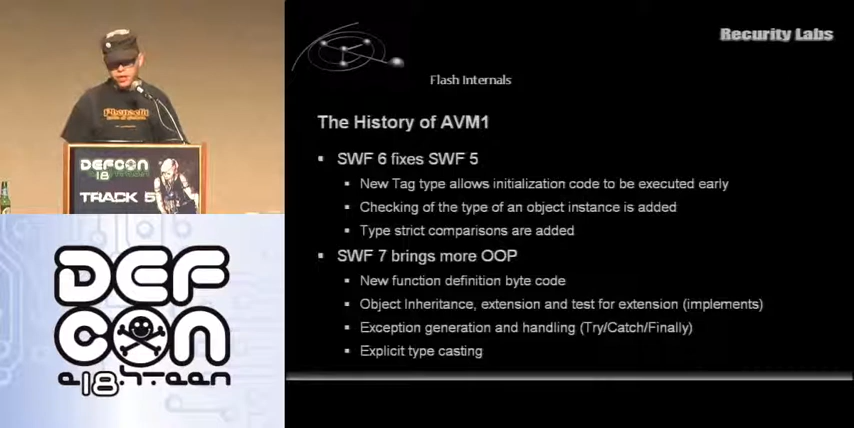 DEFCON
18
TRACK 5
DEF
CON
Recurity Labs
Flash Internals
The History of AVM1
SWF 6 fixes SWF 5
New Tag type allows initialization code to be executed early
Checking of the type of an object instance is added
Type strict comparisons are added
SWF 7 brings more OOP
New function definition byte code
Object Inheritance, extension and test for extension (implements)
Exception generation and handling (Try/Catch/Finally)
Explicit type casting